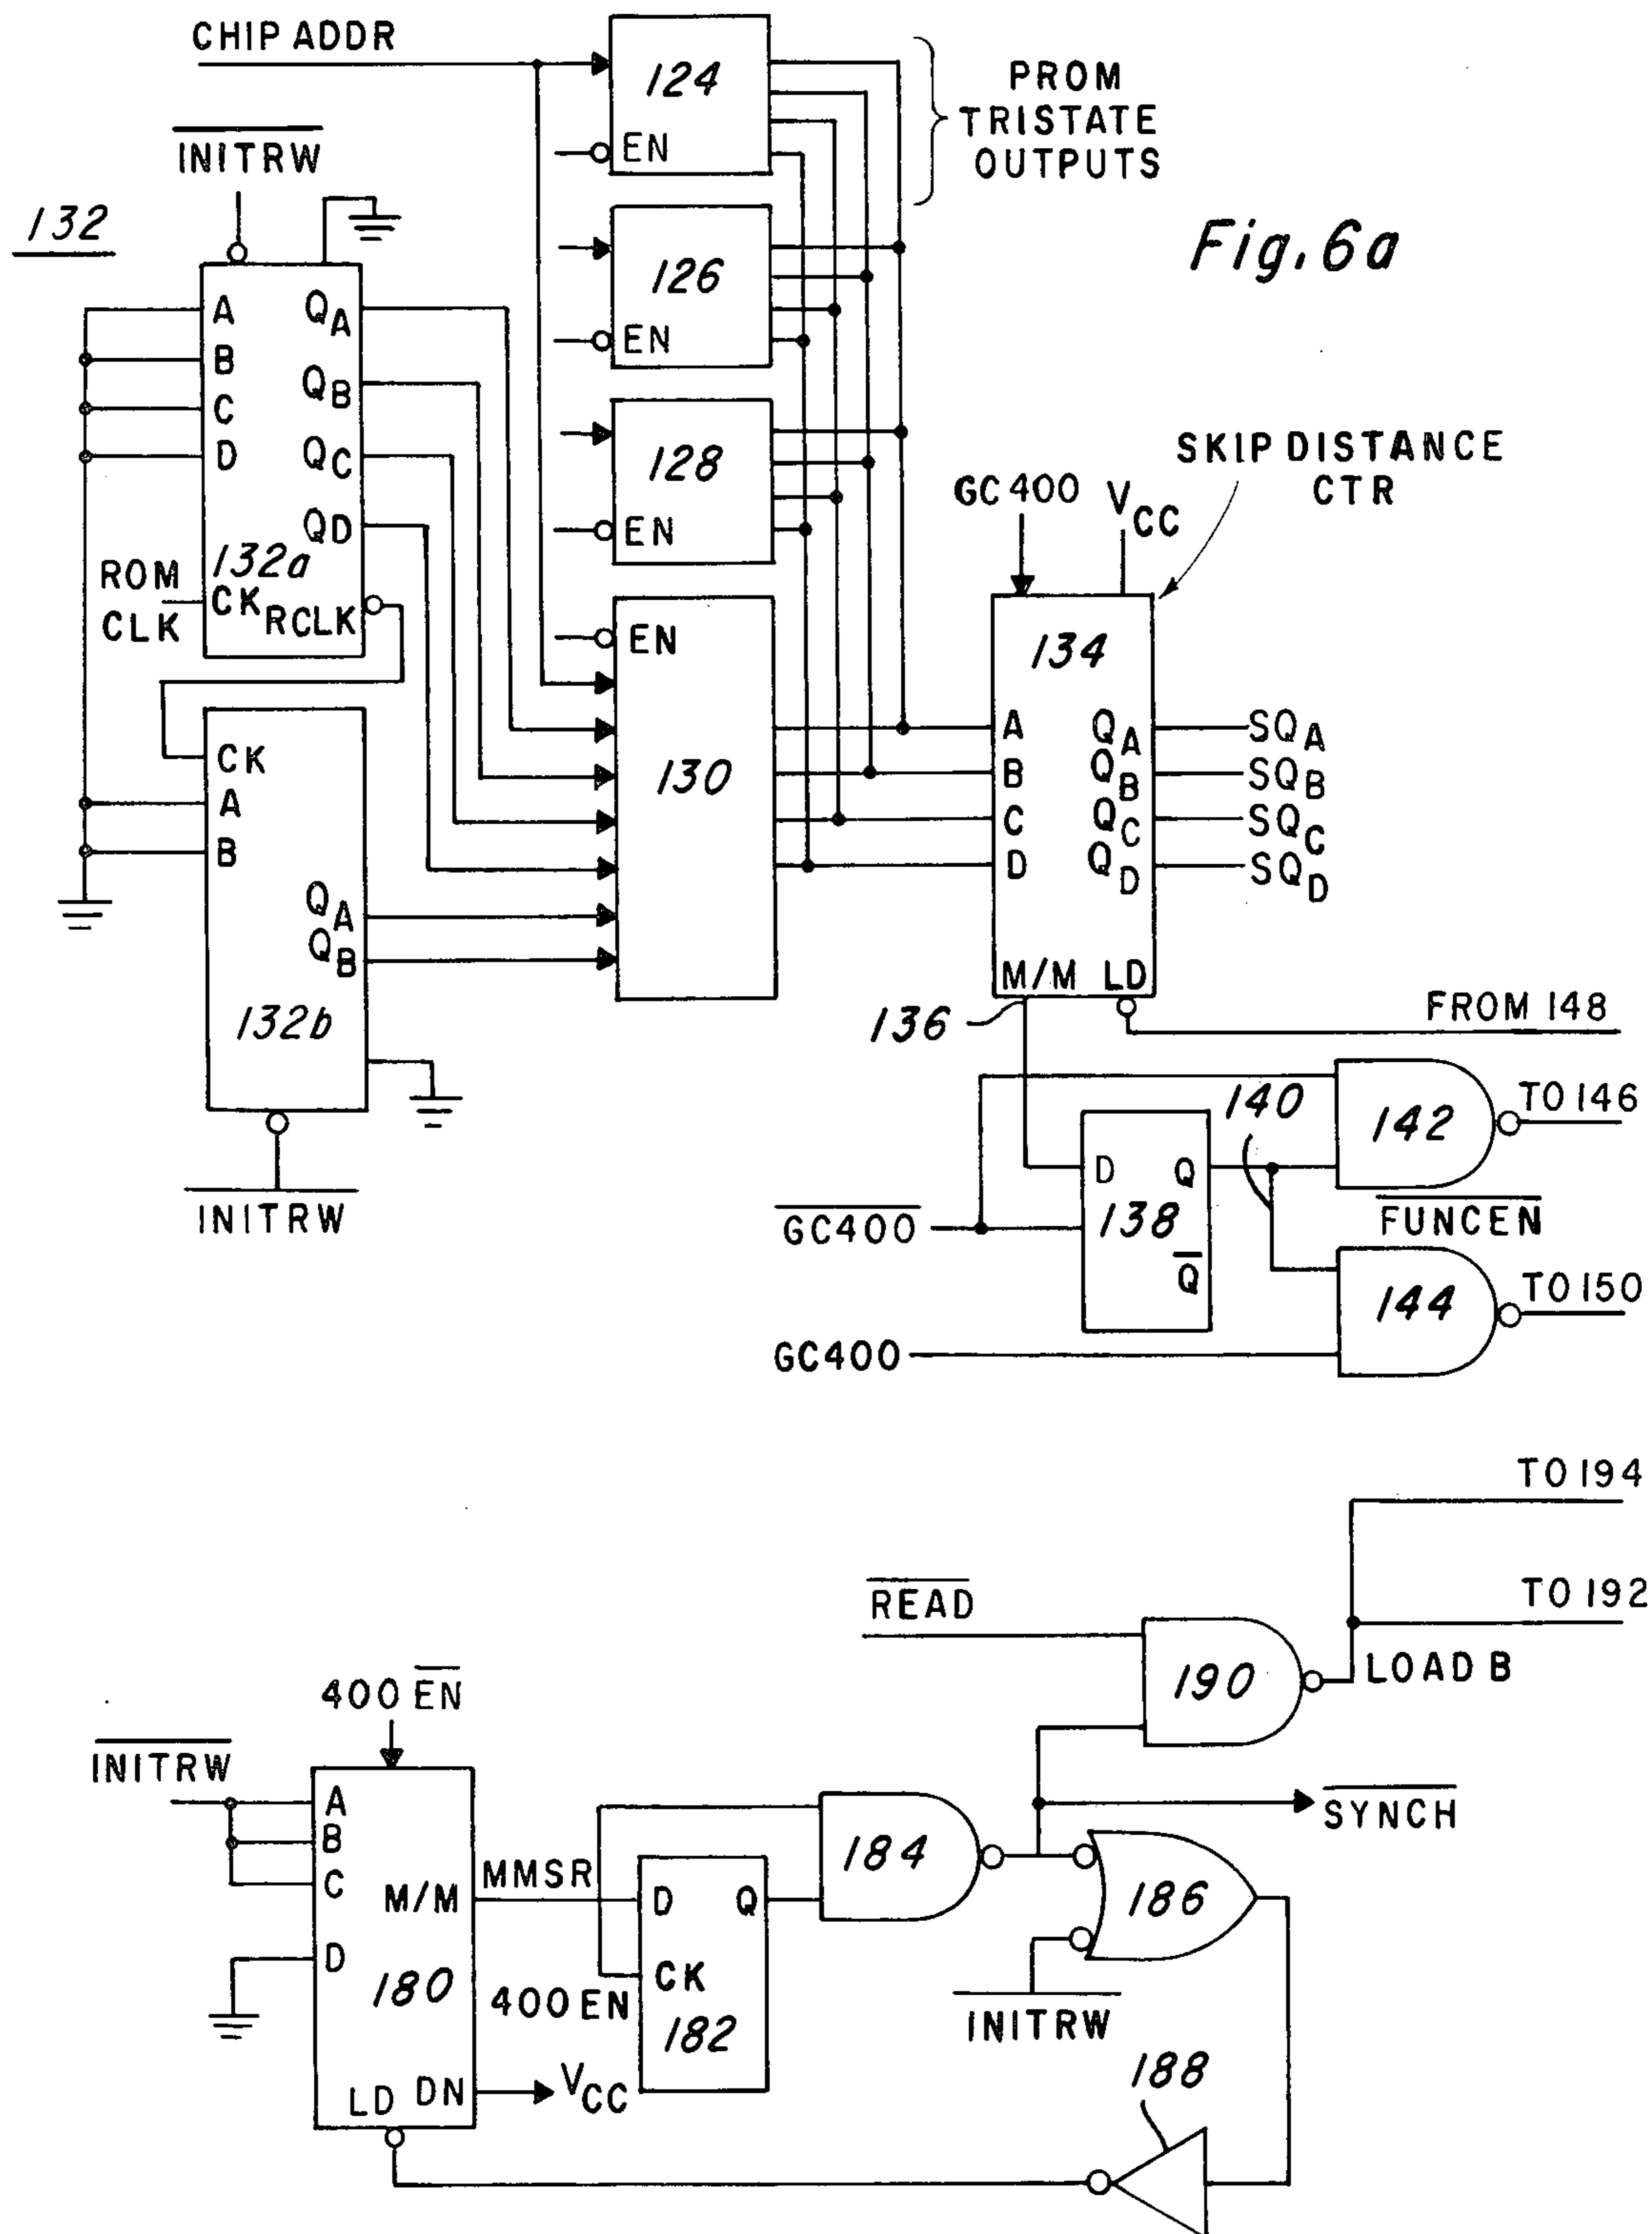 CHIP ADDR
124
EN
PROM
TRISTATE
OUTPUTS
INITRW
132
Fig. 6a
126
EN
A
B
C
D
QA
QB
QC
QD
132a
ROM
CLK
CK
RCLK
128
EN
SKIP DISTANCE
CTR
GC400
VCC
EN
130
134
A
B
C
D
QA
QB
QC
QD
SQA
SQB
SQC
SQD
M/M
LD
CK
A
B
QA
QB
132b
INITRW
136
FROM 148
140
142
TO 146
D
Q
138
Q
GC400
FUNCEN
144
TO 150
GC400
TO 194
READ
TO 192
190
LOAD B
400 EN
INITRW
A
B
C
D
M/M
180
LD
DN
MMSR
VCC
D
Q
CK
400 EN
182
184
SYNCH
186
INITRW
188